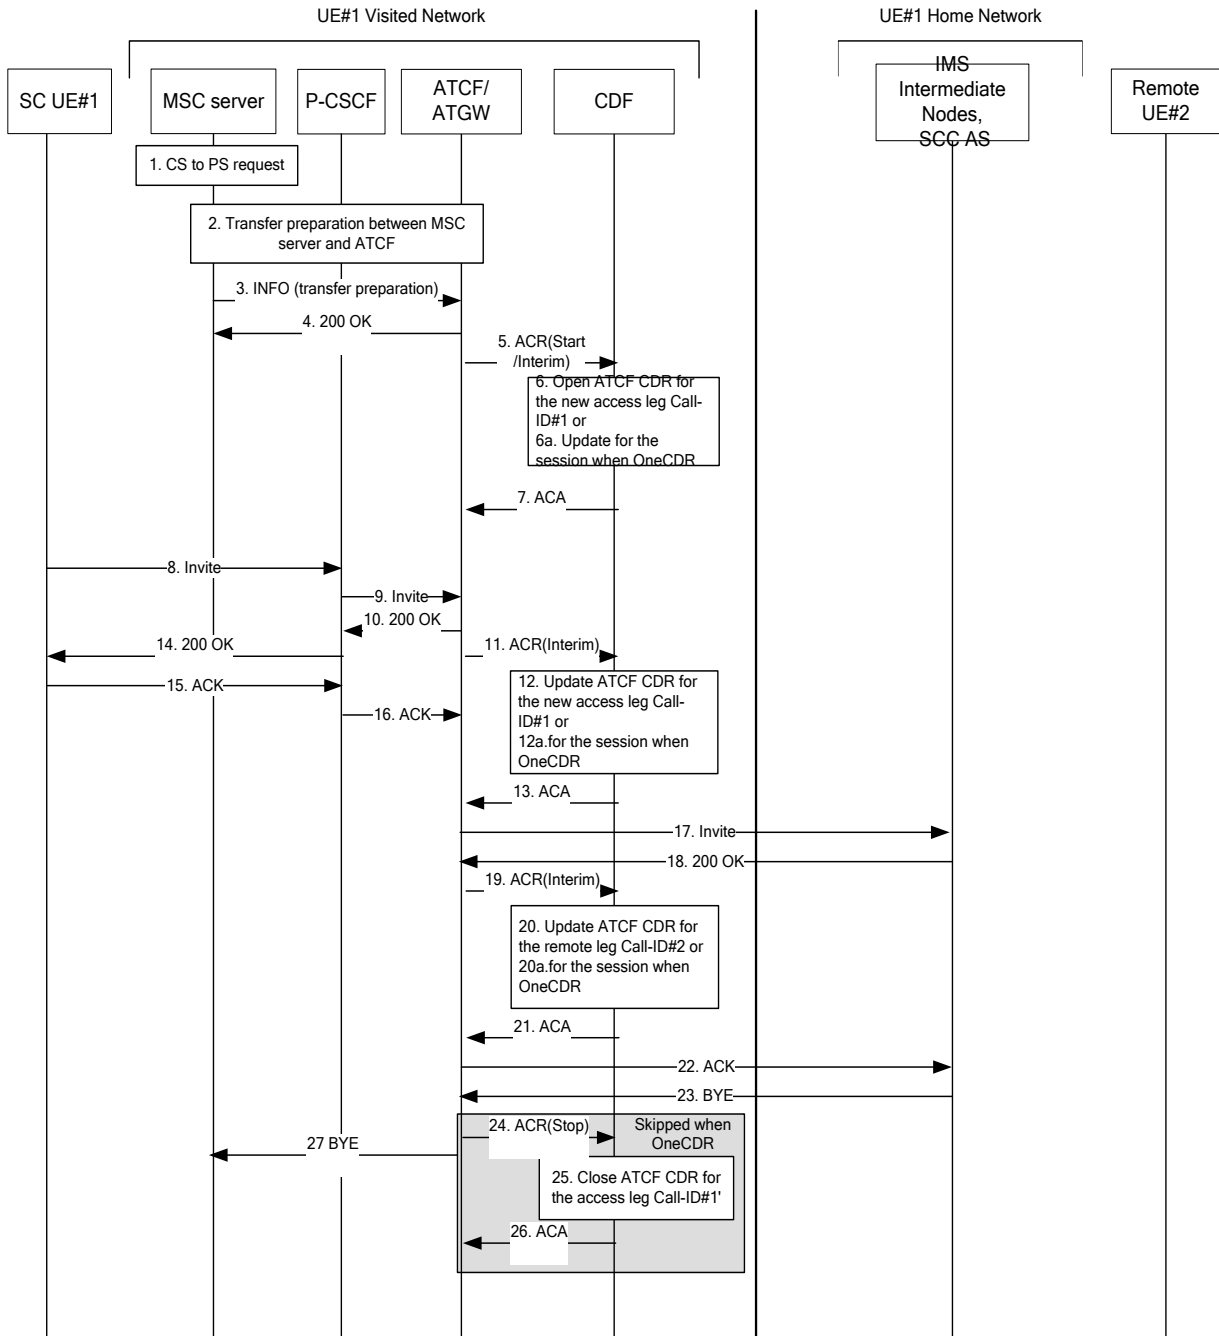 UE#1 Visited Network
UE#1 Home Network
SC UE#1
MSC server
P-CSCF
ATCF/
ATGW
CDF
IMS
Intermediate
Nodes,
SCC AS
Remote
UE#2
1. CS to PS request
2. Transfer preparation between MSC
server and ATCF
3. INFO (transfer preparation)
4. 200 OK
5. ACR(Start
/Interim)
6. Open ATCF CDR for
the new access leg Call-
ID#1 or
6a. Update for the
session when OneCDR
7. ACA
8. Invite
9. Invite
10. 200 OK
14. 200 OK
11. ACR(Interim)
15. ACK
12. Update ATCF CDR for
the new access leg Call-
ID#1 or
12a.for the session when
OneCDR
16. ACK
13. ACA
17. Invite
18. 200 OK
19. ACR(Interim)
20. Update ATCF CDR for
the remote leg Call-ID#2 or
20a.for the session when
OneCDR
21. ACA
22. ACK
23. BYE
24. ACR(Stop)
Skipped when
OneCDR
27 BYE
25. Close ATCF CDR for
the access leg Call-ID#1'
26. ACA